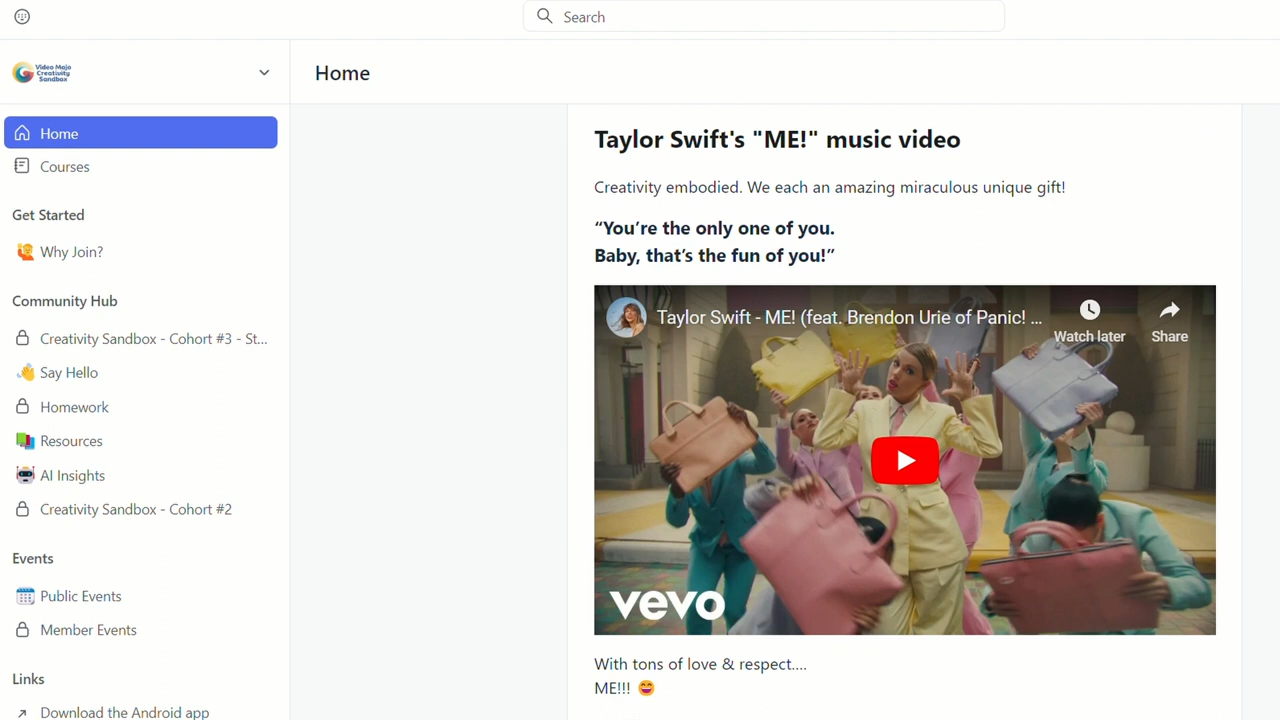 Search
Video Mojo
Creativity
Sandbox
Home
Home
Courses
Get Started
Why Join?
Community Hub
Creativity Sandbox - Cohort #3 - St...
Say Hello
Homework
Resources
AI Insights
Creativity Sandbox - Cohort #2
Events
Public Events
Member Events
Links
Download the Android app
Taylor Swift's "ME!" music video
Creativity embodied. We each an amazing miraculous unique gift!
“You’re the only one of you.
Baby, that’s the fun of you!”
Taylor Swift - ME! (feat. Brendon Urie of Panic! ...
Watch later
Share
vevo
With tons of love & respect....
ME!!! 😄